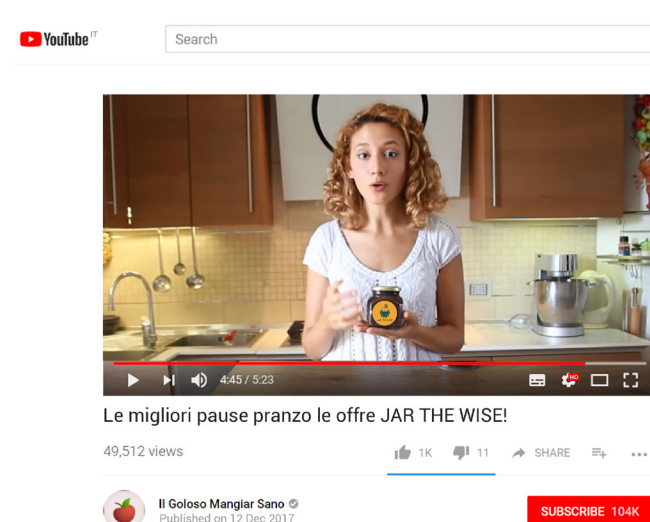 YouTube IT
Search
4:45 / 5:23
HD
Le migliori pause pranzo le offre JAR THE WISE!
49,512 views
1K
11
SHARE
Il Goloso Mangiar Sano
Published on 12 Dec 2017
SUBSCRIBE 104K